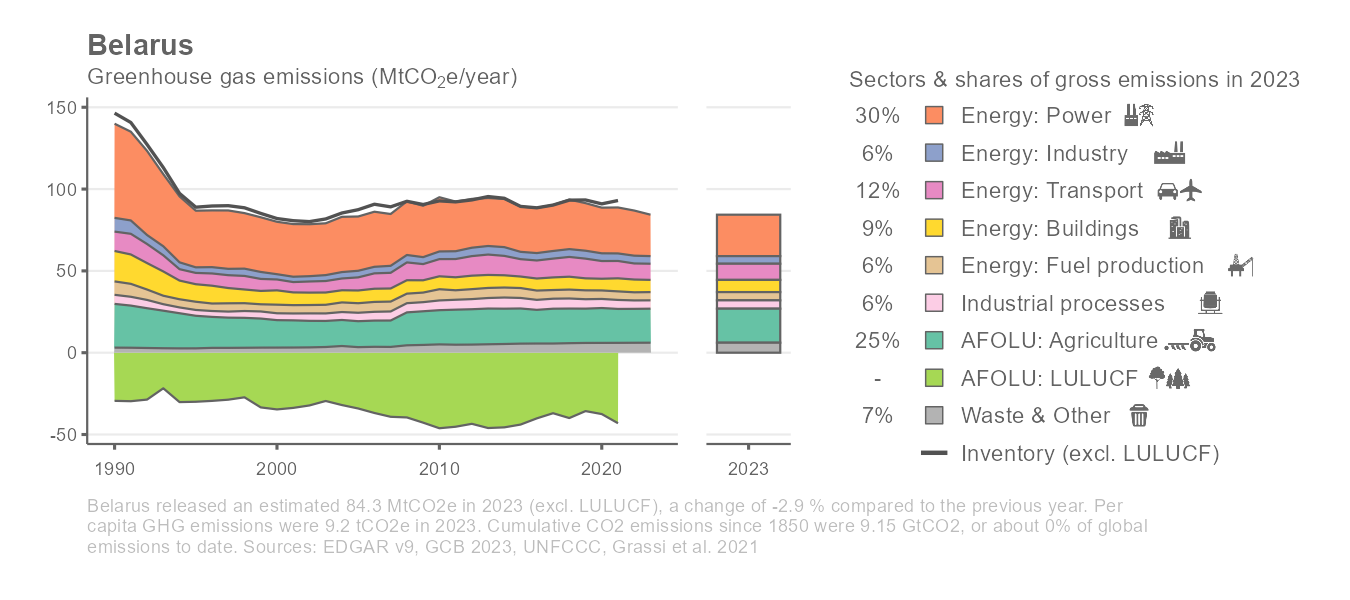 Belarus
Greenhouse gas emissions (MtCO₂e/year)
150
100
50
0
-50
1990
2000
2010
2020
2023
Sectors & shares of gross emissions in 2023
30% Energy: Power
6% Energy: Industry
12% Energy: Transport
9% Energy: Buildings
6% Energy: Fuel production
6% Industrial processes
25% AFOLU: Agriculture
- AFOLU: LULUCF
7% Waste & Other
Inventory (excl. LULUCF)
Belarus released an estimated 84.3 MtCO2e in 2023 (excl. LULUCF), a change of -2.9 % compared to the previous year. Per
capita GHG emissions were 9.2 tCO2e in 2023. Cumulative CO2 emissions since 1850 were 9.15 GtCO2, or about 0% of global
emissions to date. Sources: EDGAR v9, GCB 2023, UNFCCC, Grassi et al. 2021